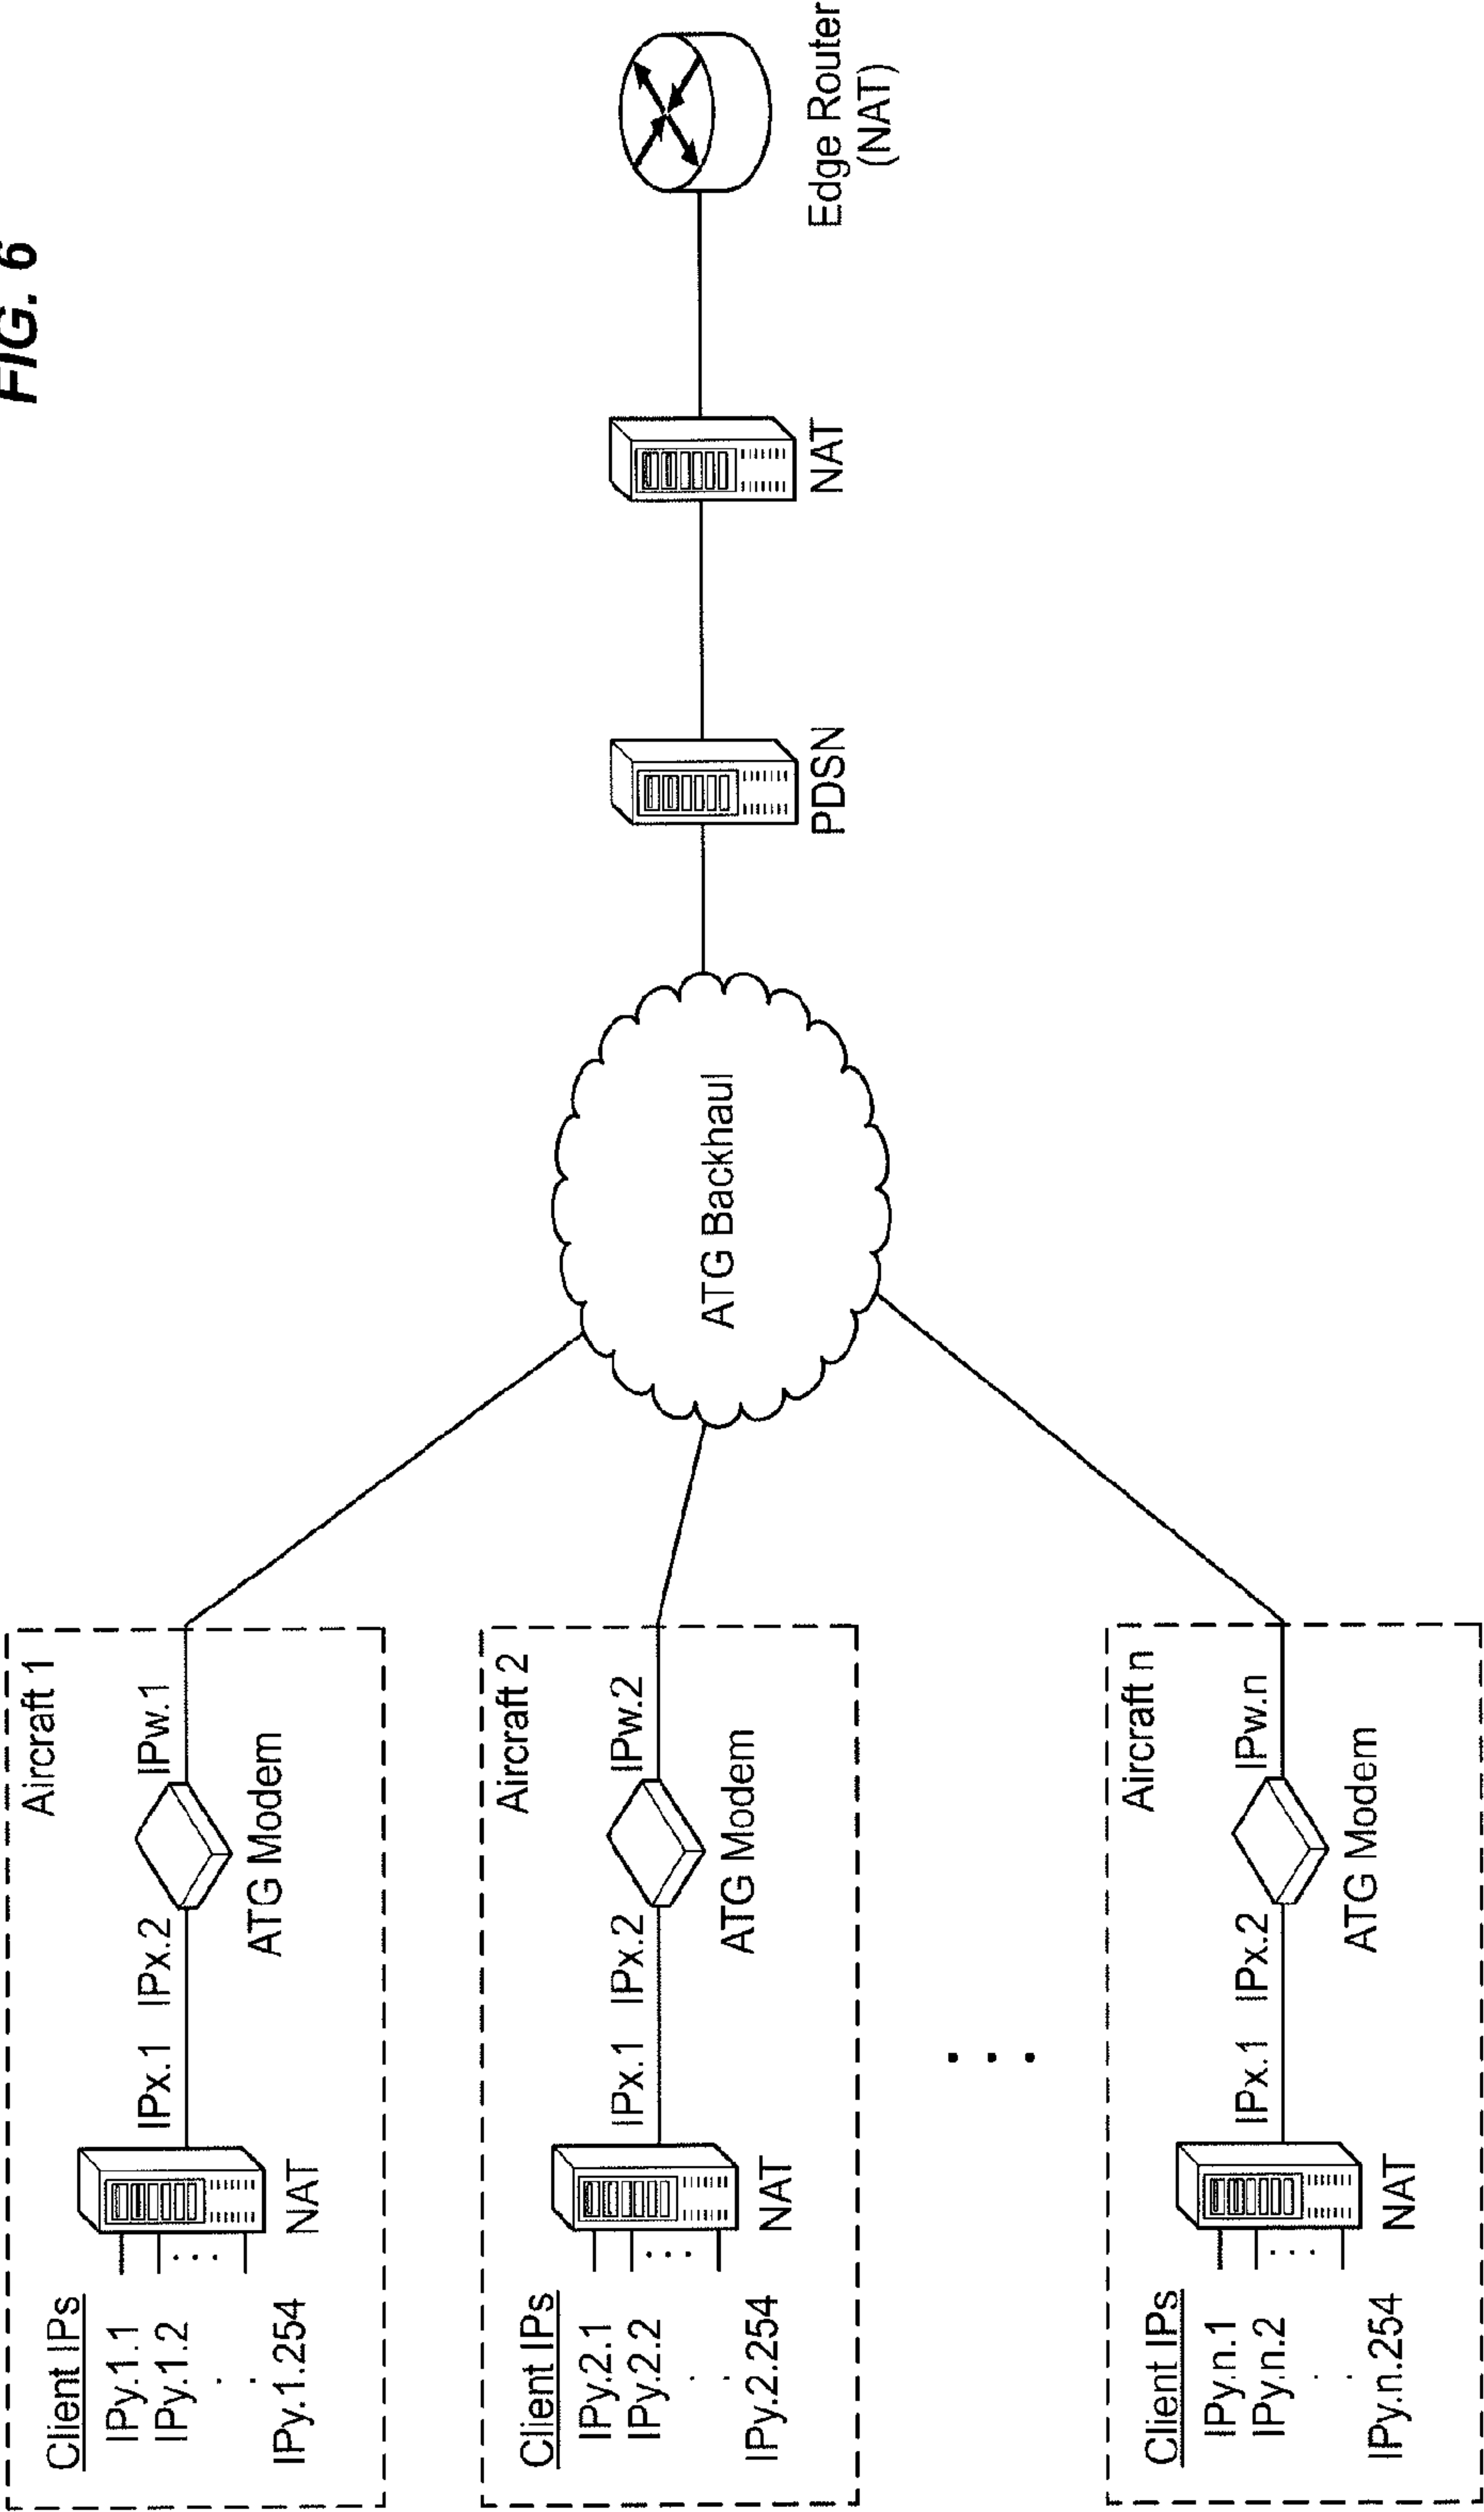 FIG. 6
Aircraft 1
Client IPs
IPy.1.1
IPy.1.2
IPy.1.254
NAT
IPx.1 IPx.2
ATG Modem
IPw.1
Aircraft 2
Client IPs
IPy.2.1
IPy.2.2
IPy.2.254
NAT
IPx.1 IPx.2
ATG Modem
IPw.2
Aircraft n
Client IPs
IPy.n.1
IPy.n.2
IPy.n.254
NAT
IPx.1 IPx.2
ATG Modem
IPw.n
ATG Backhaul
PDSN
NAT
Edge Router
(NAT)